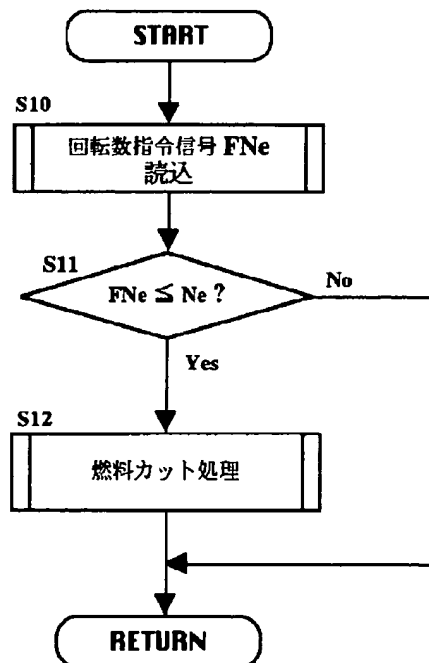 START
S10
回転数指令信号 FNe
読込
S11
FNe ≦ Ne ?
No
Yes
S12
燃料カット処理
RETURN